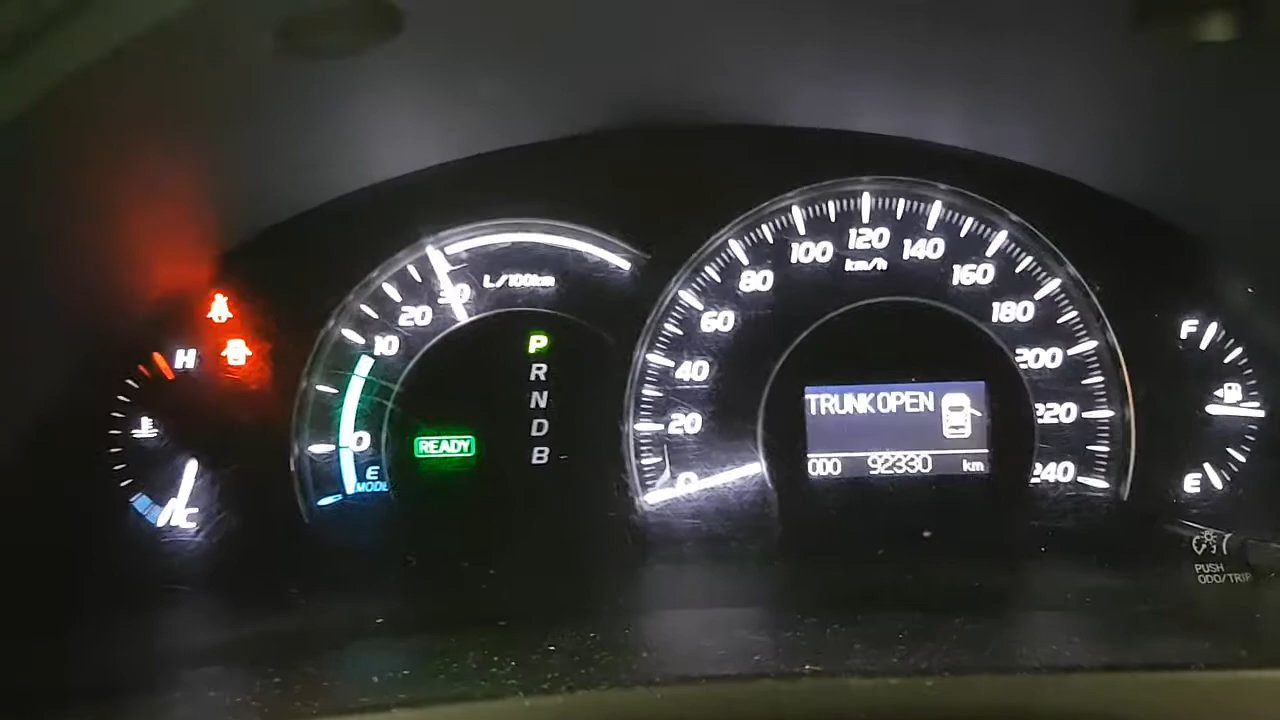 H
C
L/100km
30
20
10
0
E
MODE
READY
P
R
N
D
B
0
20
40
60
80
100
120
140
160
180
200
220
240
km/h
TRUNK OPEN
ODO 92330 km
F
E
PUSH
ODO/TRIP